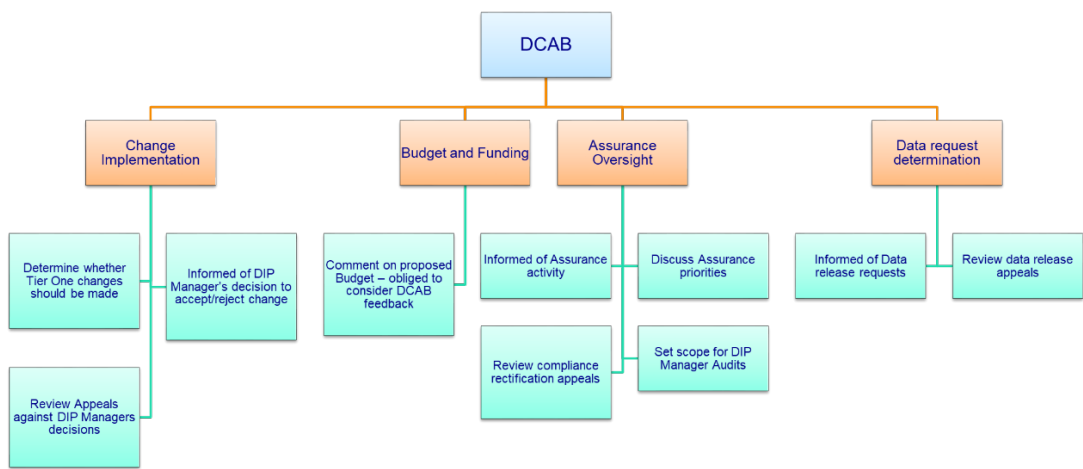 DCAB
Change
Implementation
Budget and Funding
Assurance
Oversight
Data request
determination
Determine whether
Tier One changes
should be made
Informed of DIP
Manager's decision to
accept/reject change
Comment on proposed
Budget – obliged to
consider DCAB
feedback
Informed of Assurance
activity
Discuss Assurance
priorities
Informed of Data
release requests
Review data release
appeals
Review compliance
rectification appeals
Set scope for DIP
Manager Audits
Review Appeals
against DIP Managers
decisions